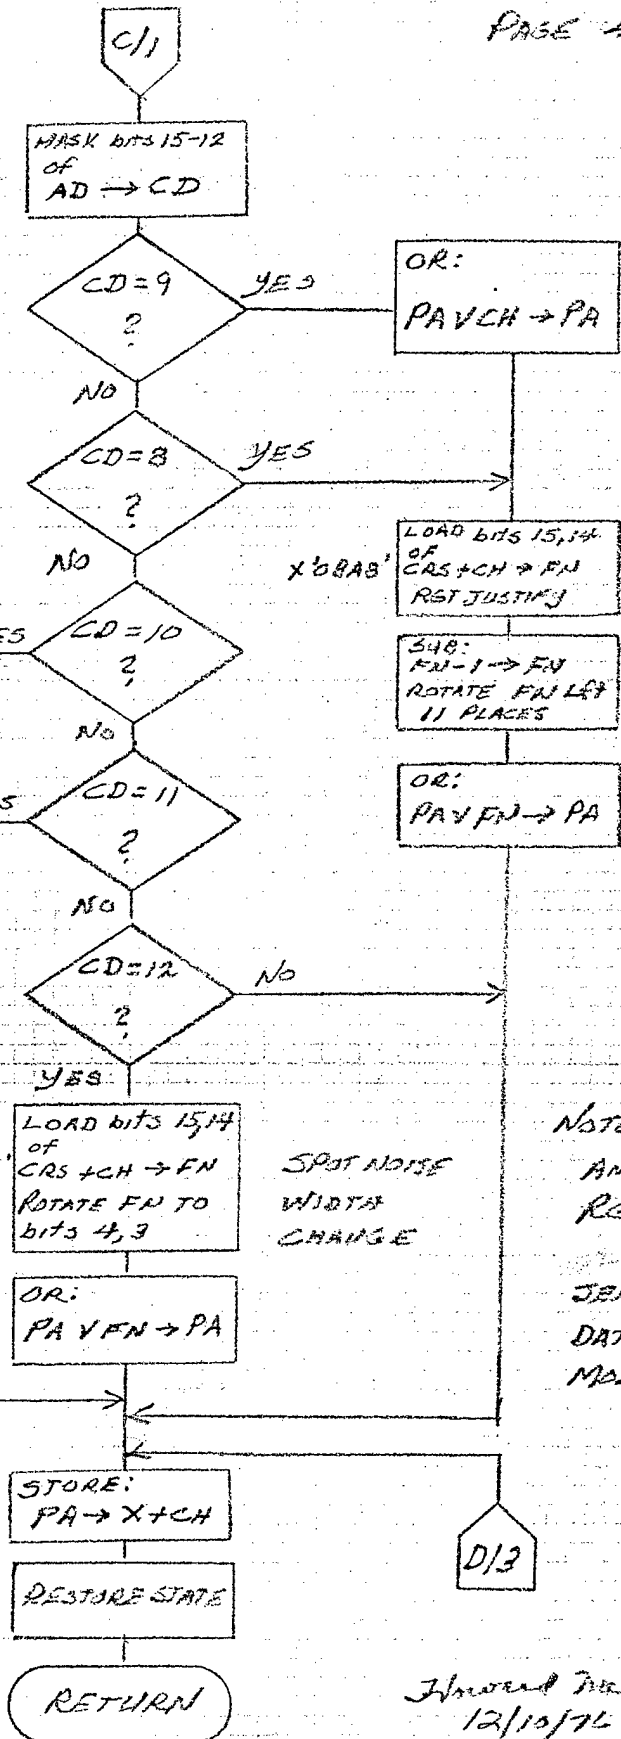 C/1
PAGE 4
MASK bits 15-12
of
AD → CD
CD=9
?
YES
NO
OR:
PA V CH → PA
CD=8
?
YES
NO
X'08A8'
LOAD bits 15,14
of
CRS+CH → FN
RGT JUSTIFY
CD=10
?
ES
NO
SUB:
FN-1 → FN
ROTATE FN Left
11 PLACES
CD=11
?
S
NO
OR:
PA V FN → PA
CD=12
?
NO
YES
LOAD bits 15,14
of
CRS+CH → FN
ROTATE FN TO
bits 4,3
SPOT NOISE
WIDTH
CHANGE
NOTE
OR:
PA V FN → PA
STORE:
PA → X+CH
D/3
RESTORE STATE
RETURN
12/10/76